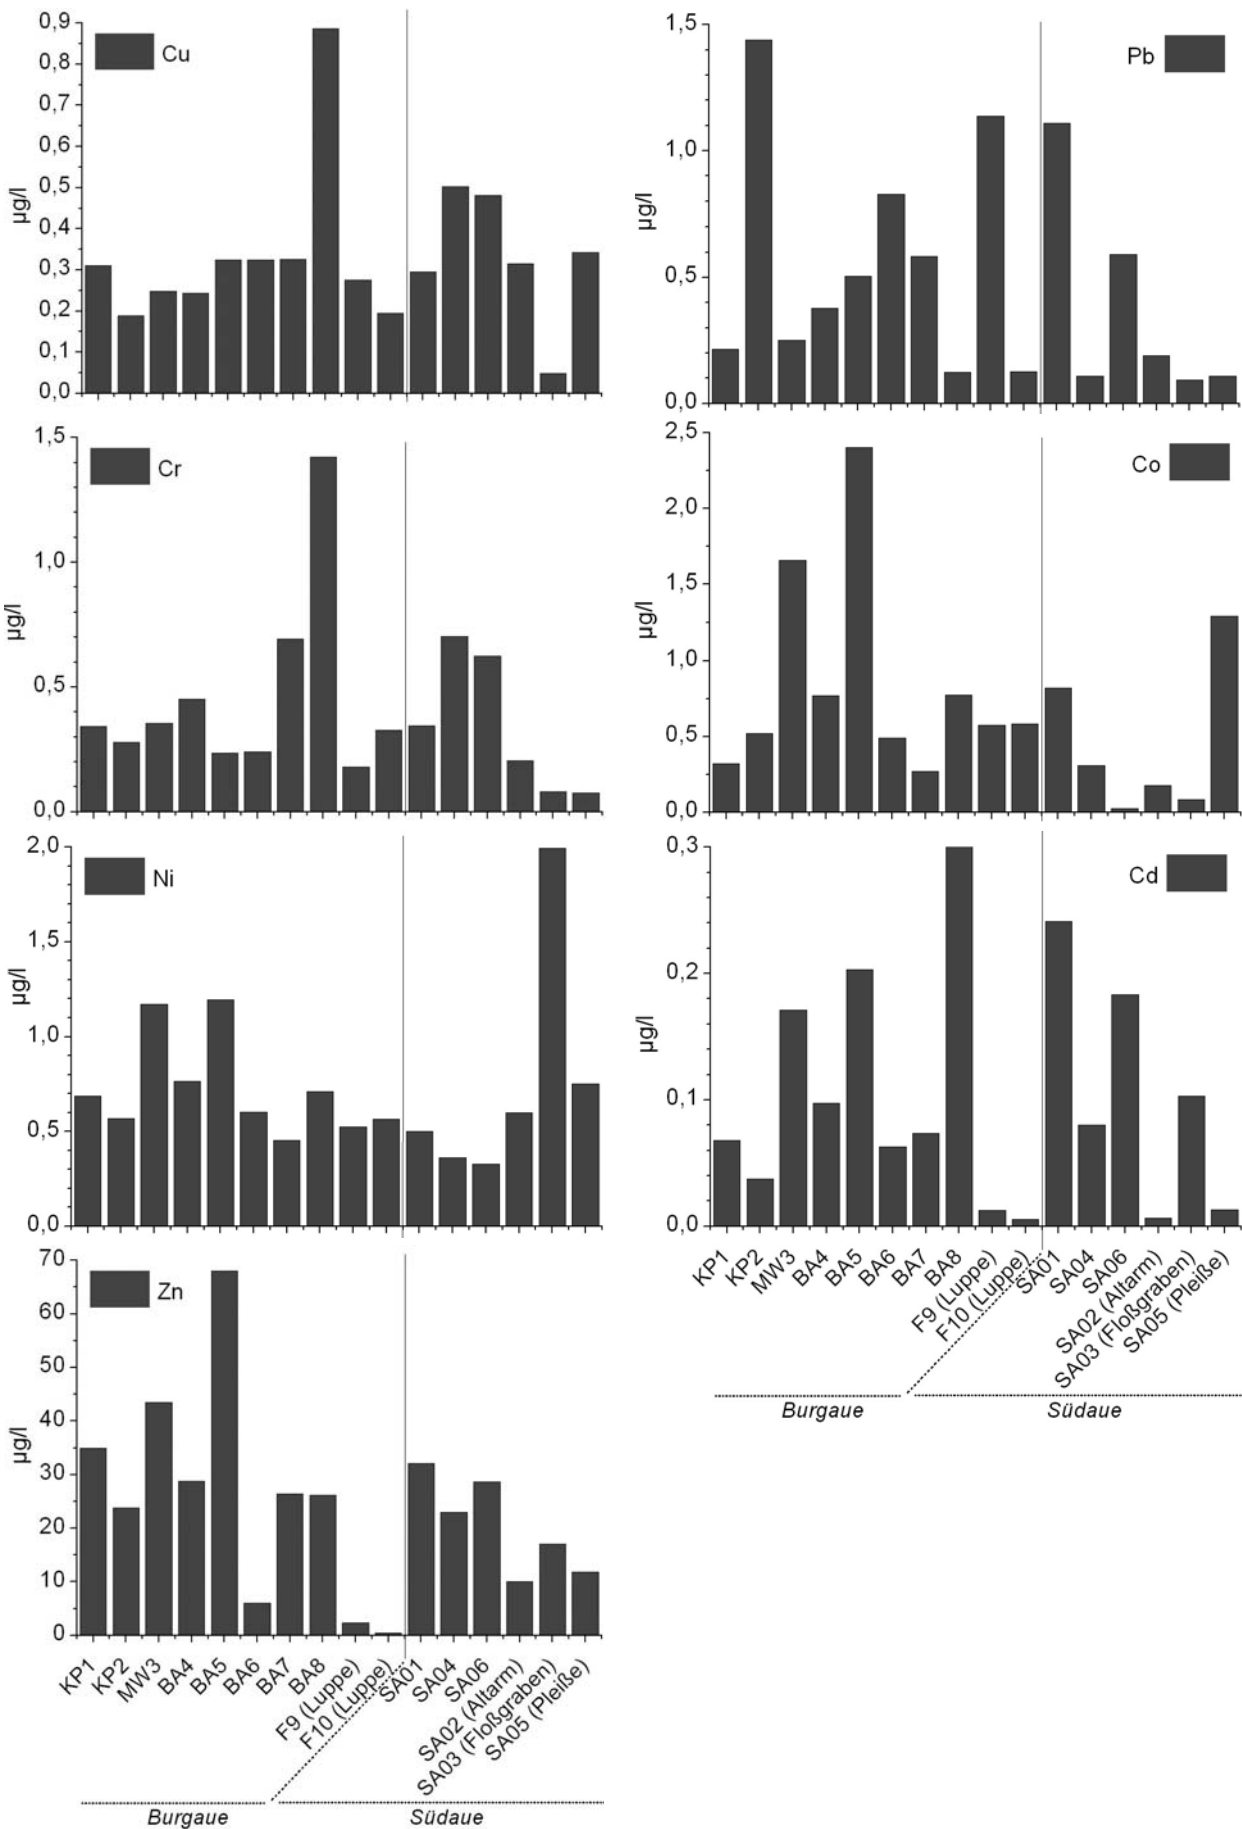 0,9
0,8
0,7
0,6
0,5
0,4
0,3
0,2
0,1
0,0
µg/l
Cu
1,5
1,0
0,5
0,0
µg/l
Pb
1,5
1,0
0,5
0,0
µg/l
Cr
2,5
2,0
1,5
1,0
0,5
0,0
µg/l
Co
2,0
1,5
1,0
0,5
0,0
µg/l
Ni
0,3
0,2
0,1
0,0
µg/l
Cd
KP1
KP2
MW3
BA4
BA5
BA6
BA7
BA8
F9 (Luppe)
F10 (Luppe)
SA01
SA04
SA06
SA02 (Altarm)
SA03 (Floßgraben)
SA05 (Pleiße)
Burgaue
Südaue
70
60
50
40
30
20
10
0
µg/l
Zn
KP1
KP2
MW3
BA4
BA5
BA6
BA7
BA8
F9 (Luppe)
F10 (Luppe)
SA01
SA04
SA06
SA02 (Altarm)
SA03 (Floßgraben)
SA05 (Pleiße)
Burgaue
Südaue